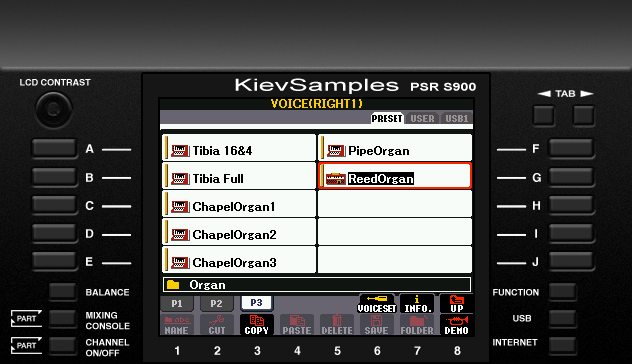 LCD CONTRAST
KievSamples PSR S900
TAB
VOICE(RIGHT1)
PRESET USER USB1
A
Tibia 16&4
PipeOrgan
F
B
Tibia Full
ReedOrgan
G
C
ChapelOrgan1
H
D
ChapelOrgan2
I
E
ChapelOrgan3
J
Organ
BALANCE
FUNCTION
P1 P2 P3
VOICESET INFO. UP
PART
MIXING
CONSOLE
USB
NAME CUT COPY PASTE DELETE SAVE FOLDER DEMO
PART
CHANNEL
ON/OFF
INTERNET
1 2 3 4 5 6 7 8